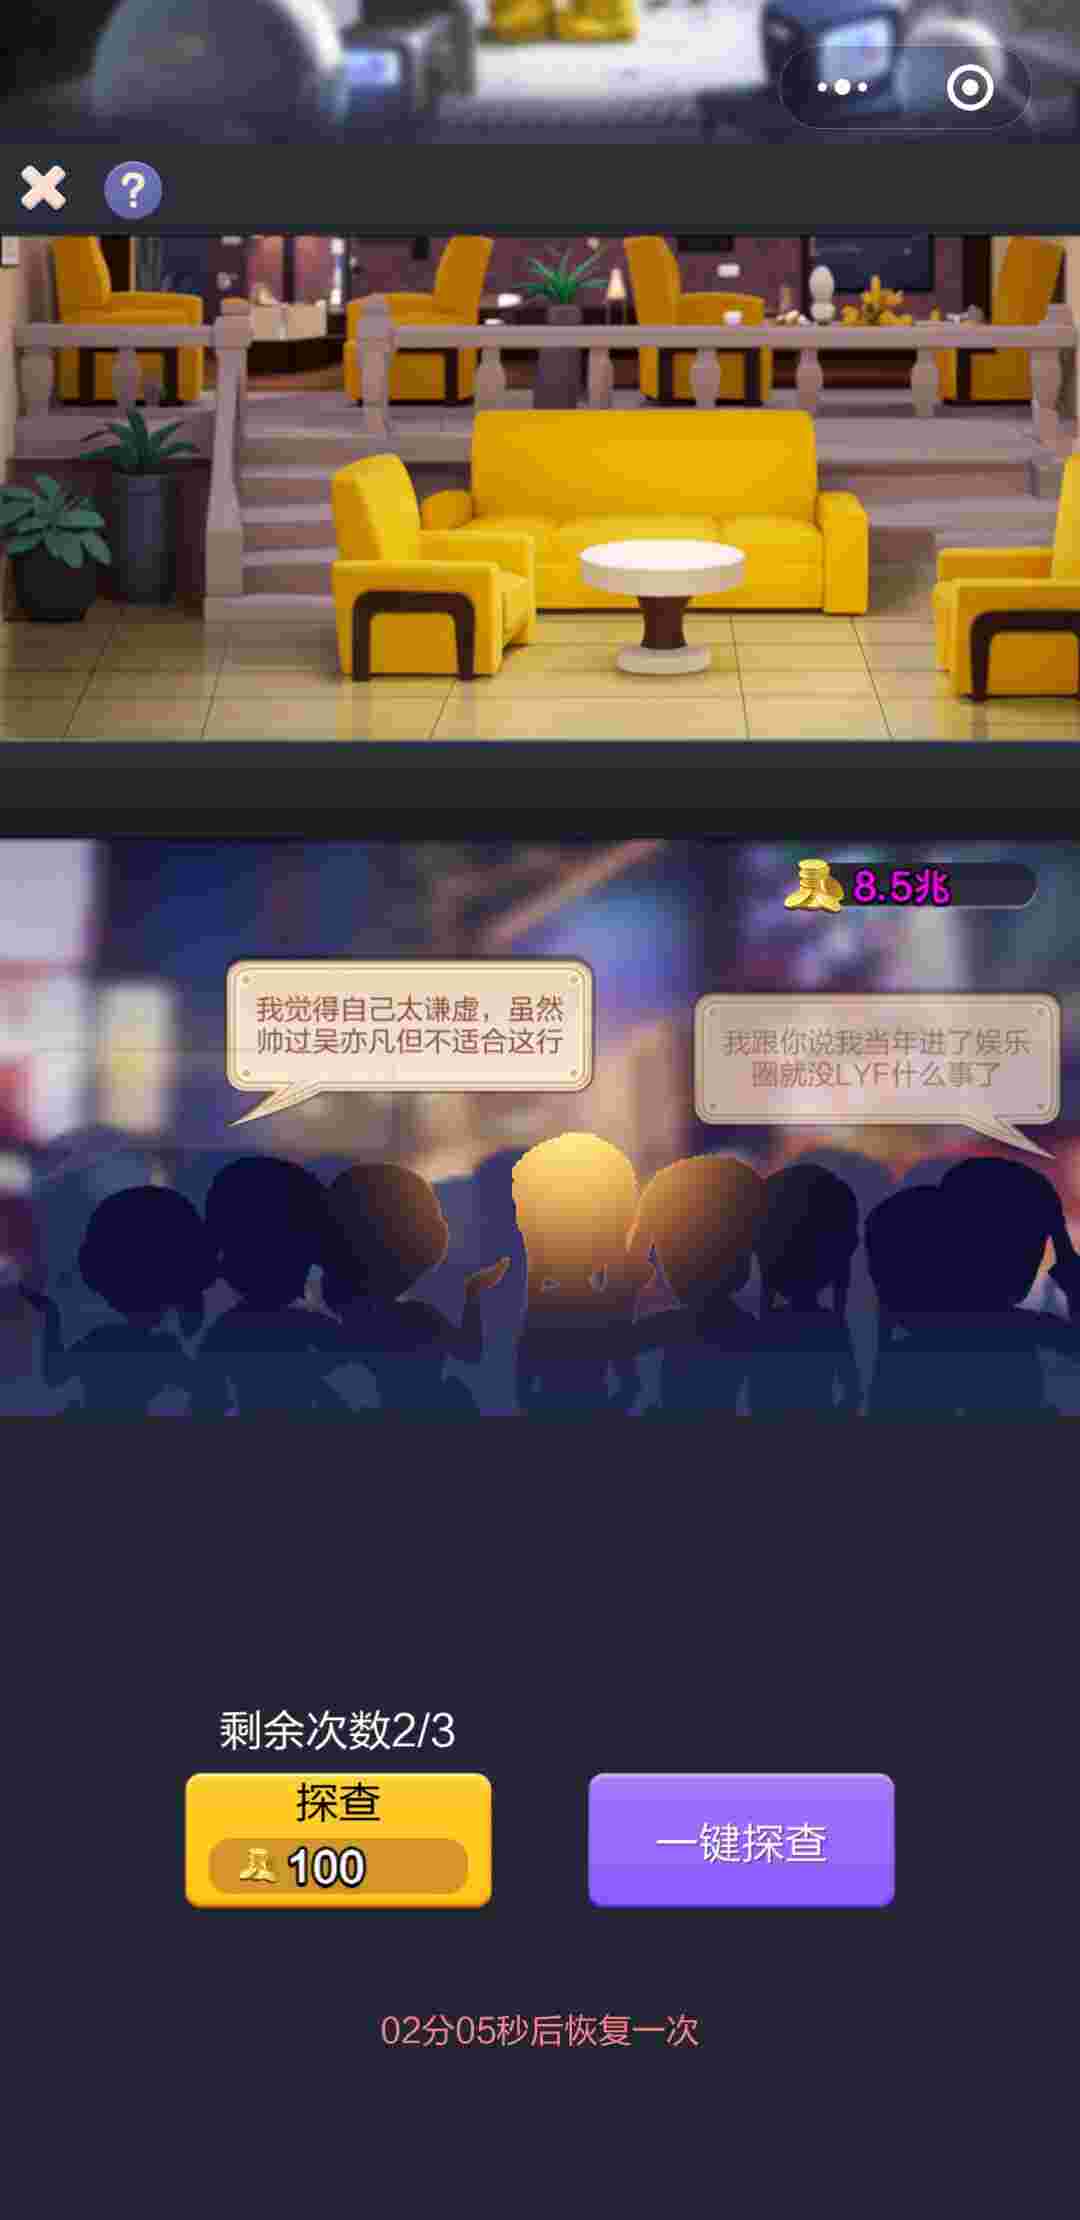 ?
8.5兆
我觉得自己太谦虚，虽然
帅过吴亦凡但不适合这行
我跟你说我当年进了娱乐
圈就没LYF什么事了
剩余次数2/3
探查
100
一键探查
02分05秒后恢复一次